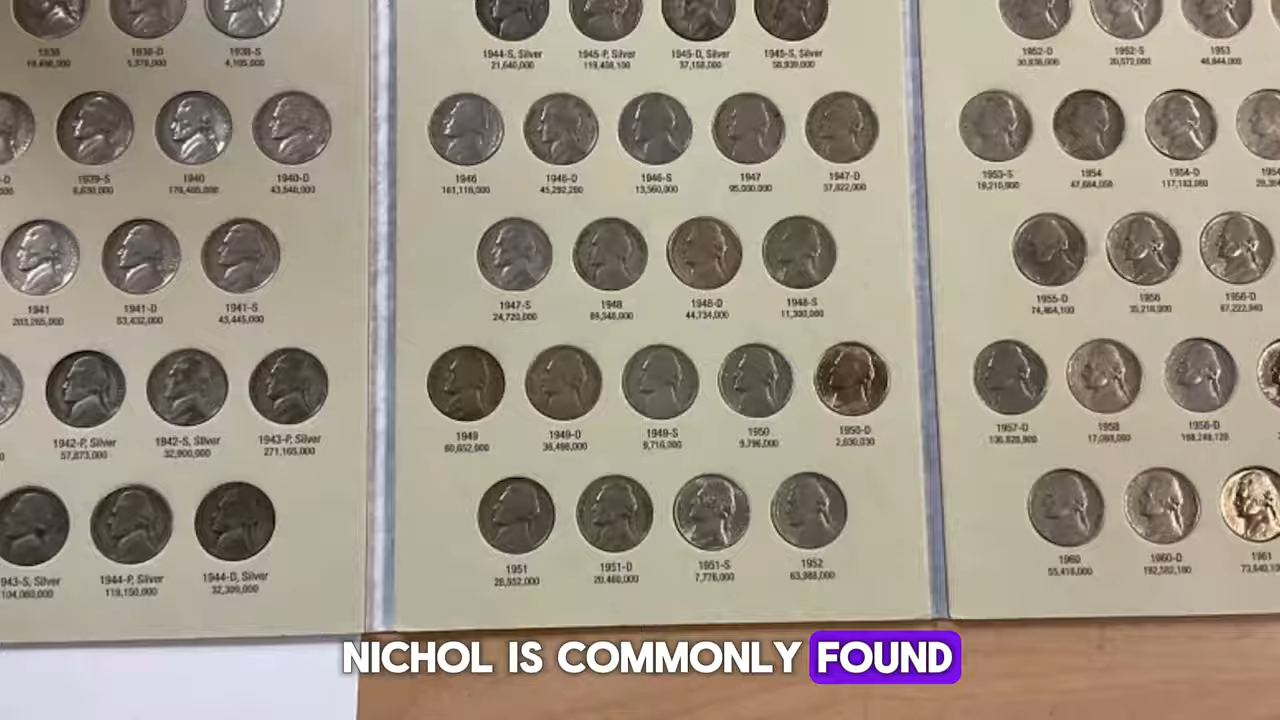 1938
1938-D
1938-S
19,496,000
5,376,000
4,105,000
1939-S
1940
1940-D
6,630,000
176,485,000
43,540,000
1941
1941-D
1941-S
203,265,000
53,432,000
43,445,000
1942-P, Silver
1942-S, Silver
1943-P, Silver
57,873,000
32,900,000
271,165,000
1944-P, Silver
1944-D, Silver
104,060,000
119,150,000
32,309,000
1944-S, Silver
1945-P, Silver
1945-D, Silver
1945-S, Silver
21,640,000
119,408,100
37,158,000
58,939,000
1946
1946-D
1946-S
1947
1947-D
161,116,000
45,292,200
13,560,000
95,000,000
37,822,000
1947-S
1948
1948-D
1948-S
24,720,000
89,348,000
44,734,000
11,300,000
1949
1949-D
1949-S
1950
1950-D
60,652,000
36,498,000
9,716,000
9,796,000
2,630,030
1951
1951-D
1951-S
1952
28,552,000
20,460,000
7,776,000
63,988,000
1952-D
1952-S
1953
30,638,000
20,572,000
46,644,000
1953-S
1954
1954-D
19,210,900
47,684,050
117,183,060
1955-D
1956
1956-D
74,464,100
35,216,000
67,222,940
1957-D
1958
1958-D
136,828,900
17,088,000
168,249,120
1960
1960-D
1961
55,416,000
192,582,180
NICHOL IS COMMONLY FOUND